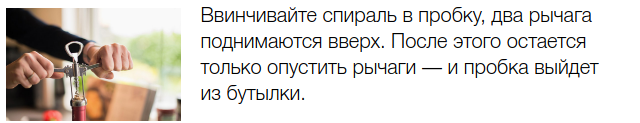 Ввинчивайте спираль в пробку, два рычага
поднимаются вверх. После этого остается
только опустить рычаги — и пробка выйдет
из бутылки.